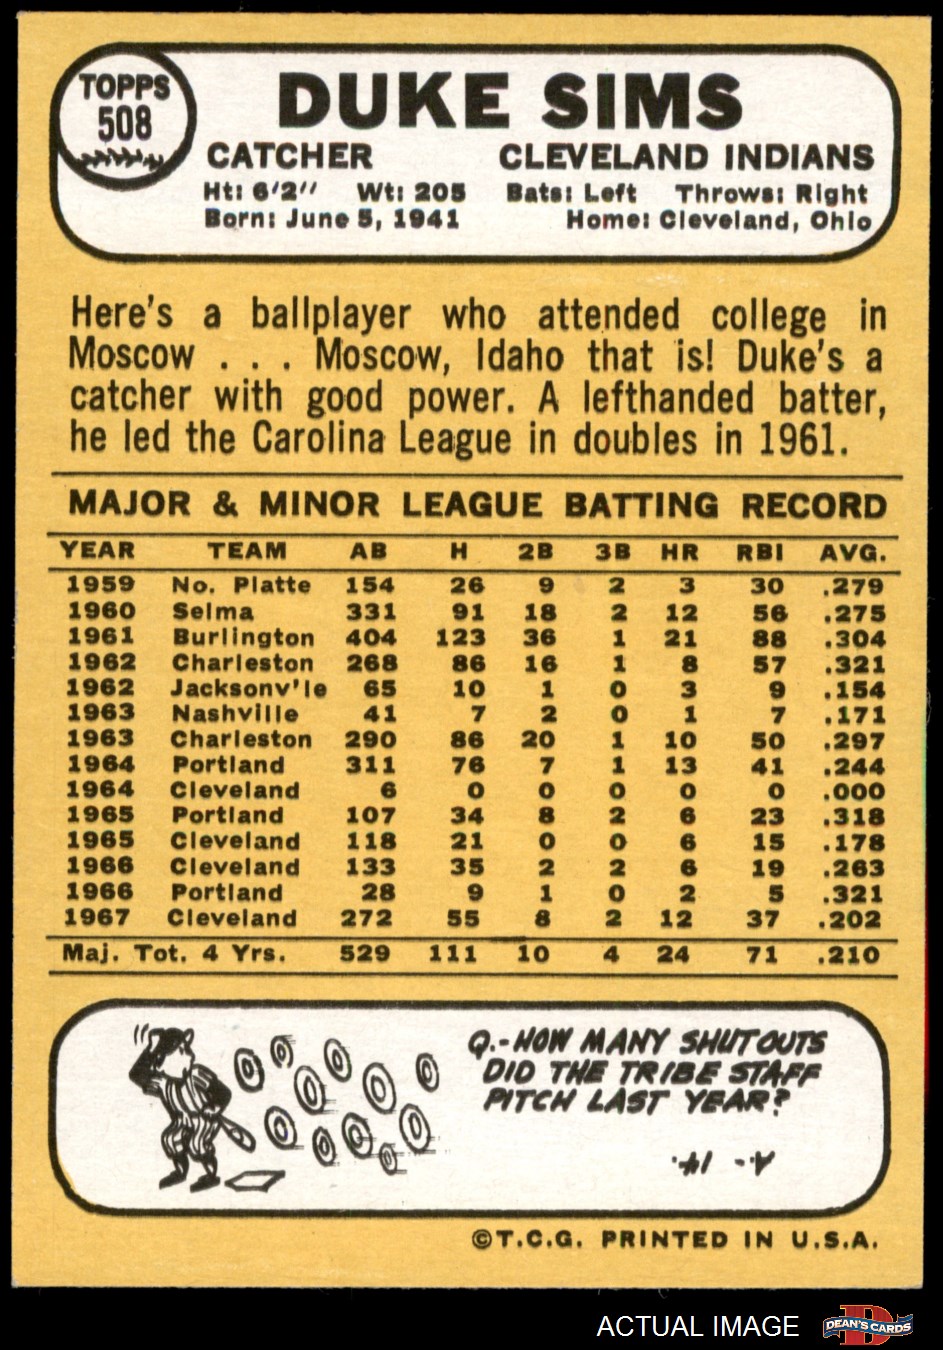 TOPPS
508
DUKE SIMS
CATCHER CLEVELAND INDIANS
Ht: 6'2" Wt: 205 Bats: Left Throws: Right
Born: June 5, 1941 Home: Cleveland, Ohio
Here's a ballplayer who attended college in
Moscow . . . Moscow, Idaho that is! Duke's a
catcher with good power. A lefthanded batter,
he led the Carolina League in doubles in 1961.
MAJOR & MINOR LEAGUE BATTING RECORD
YEAR TEAM AB H 2B 3B HR RBI AVG.
1959 No. Platte 154 26 9 2 3 30 .279
1960 Selma 331 91 18 2 12 56 .275
1961 Burlington 404 123 36 1 21 88 .304
1962 Charleston 268 86 16 1 8 57 .321
1962 Jacksonv'le 65 10 1 0 3 9 .154
1963 Nashville 41 7 2 0 1 7 .171
1963 Charleston 290 86 20 1 10 50 .297
1964 Portland 311 76 7 1 13 41 .244
1964 Cleveland 6 0 0 0 0 0 .000
1965 Portland 107 34 8 2 6 23 .318
1965 Cleveland 118 21 0 0 6 15 .178
1966 Cleveland 133 35 2 2 6 19 .263
1966 Portland 28 9 1 0 2 5 .321
1967 Cleveland 272 55 8 2 12 37 .202
Maj. Tot. 4 Yrs. 529 111 10 4 24 71 .210
Q.-HOW MANY SHUTOUTS
DID THE TRIBE STAFF
PITCH LAST YEAR?
A.- 14.
©T.C.G. PRINTED IN U.S.A.
ACTUAL IMAGE
D
DEAN'S CARDS